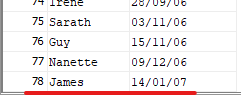 74 Irene 28/09/06
75 Sarath 03/11/06
76 Guy 15/11/06
77 Nanette 09/12/06
78 James 14/01/07